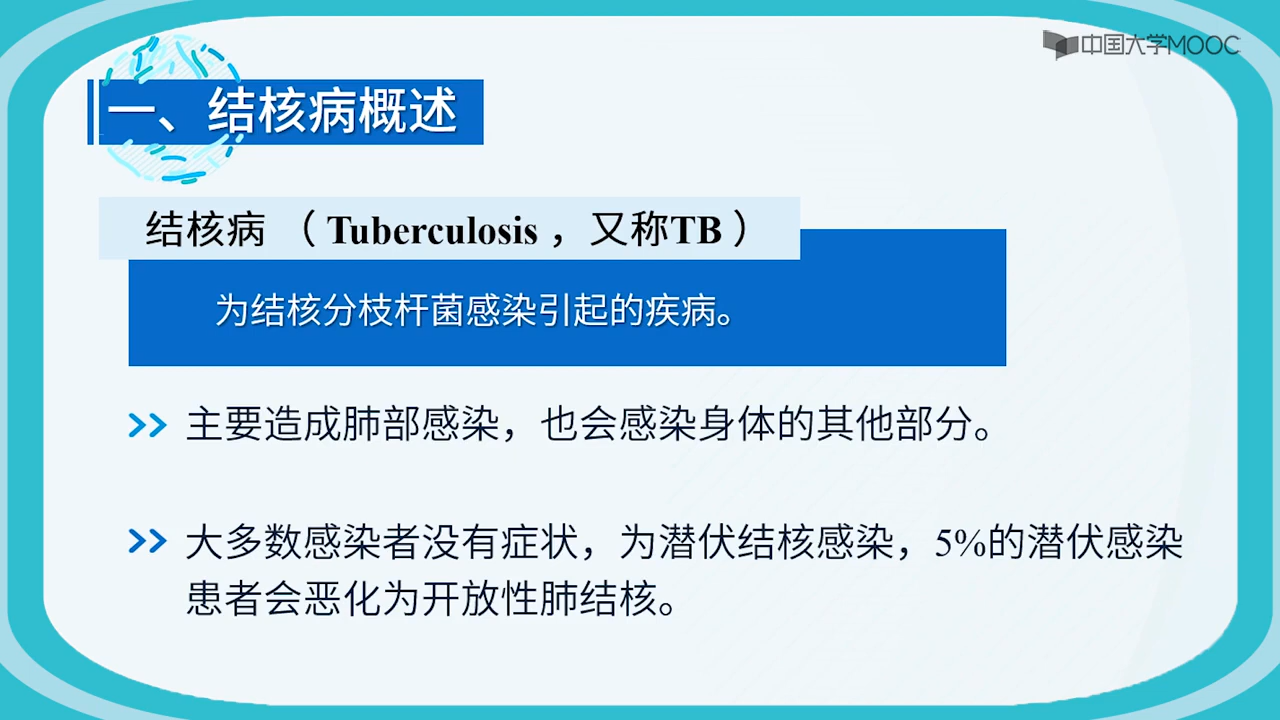 中国大学MOOC
一、结核病概述
结核病 （ Tuberculosis ，又称TB ）
为结核分枝杆菌感染引起的疾病。
主要造成肺部感染，也会感染身体的其他部分。
大多数感染者没有症状，为潜伏结核感染，5%的潜伏感染
患者会恶化为开放性肺结核。